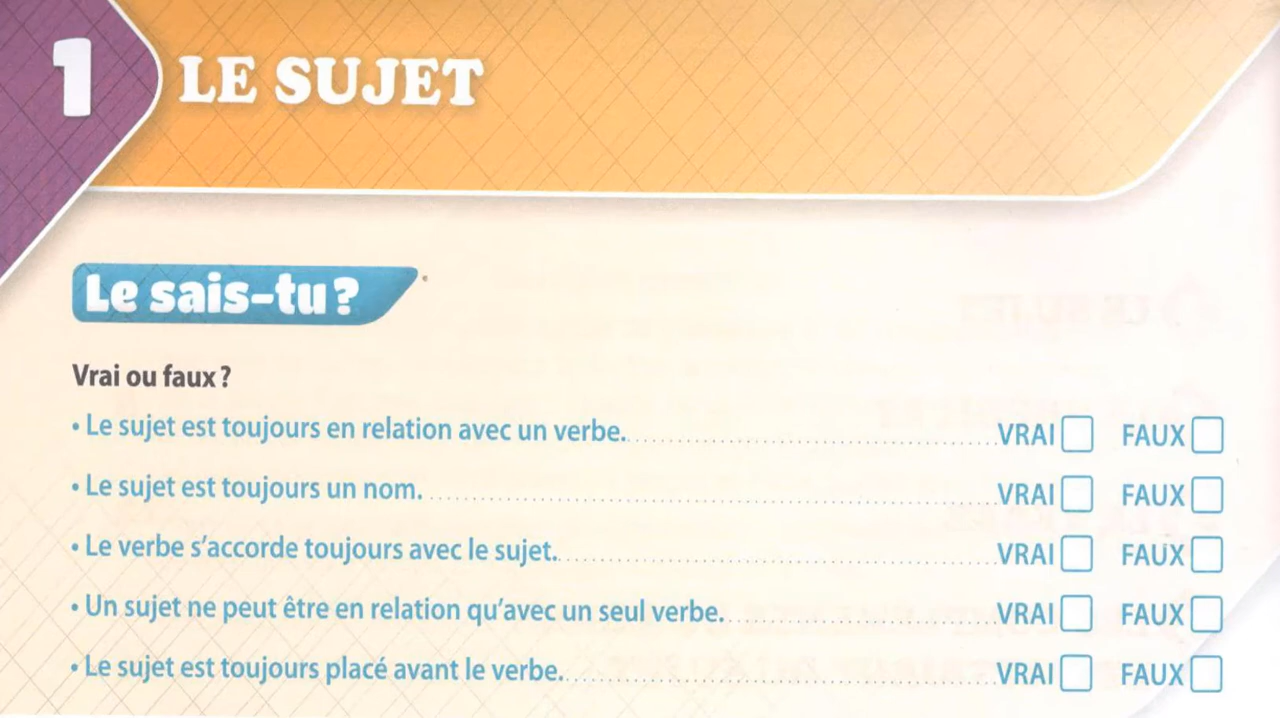 1 LE SUJET
Le sais-tu ?
Vrai ou faux ?
• Le sujet est toujours en relation avec un verbe. VRAI FAUX
• Le sujet est toujours un nom. VRAI FAUX
• Le verbe s'accorde toujours avec le sujet. VRAI FAUX
• Un sujet ne peut être en relation qu'avec un seul verbe. VRAI FAUX
• Le sujet est toujours placé avant le verbe. VRAI FAUX